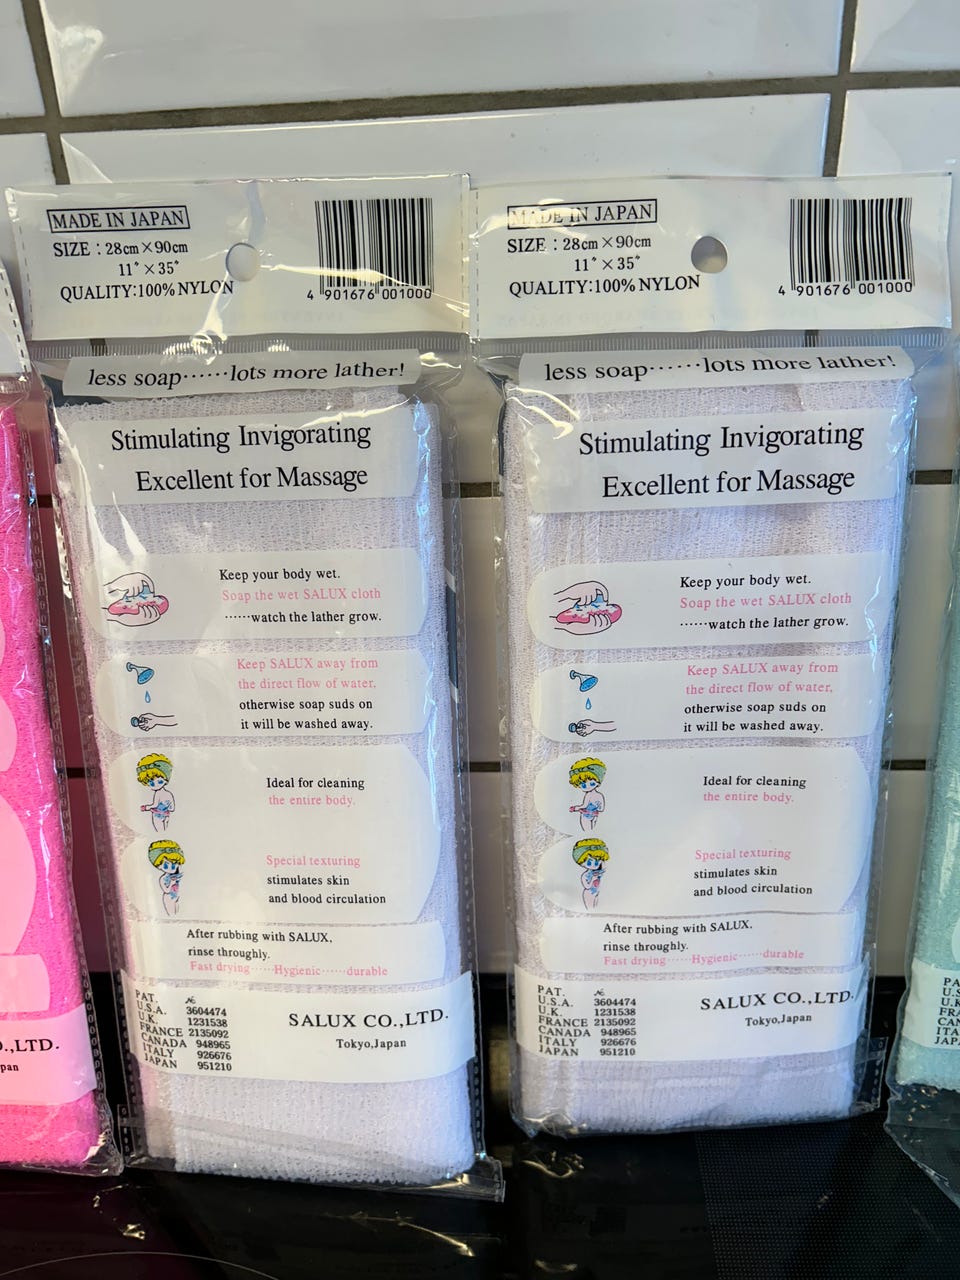 MADE IN JAPAN
SIZE : 28cm×90cm
11"×35"
QUALITY:100% NYLON
4 901676 001000
less soap······lots more lather!
Stimulating Invigorating
Excellent for Massage
Keep your body wet.
Soap the wet SALUX cloth
······watch the lather grow.
Keep SALUX away from
the direct flow of water,
otherwise soap suds on
it will be washed away.
Ideal for cleaning
the entire body.
Special texturing
stimulates skin
and blood circulation
After rubbing with SALUX,
rinse throughly.
Fast drying······Hygienic······durable
PAT. №
U.S.A. 3604474
U.K. 1231538
FRANCE 2135092
CANADA 948965
ITALY 926676
JAPAN 951210
SALUX CO.,LTD.
Tokyo,Japan
MADE IN JAPAN
SIZE : 28cm×90cm
11"×35"
QUALITY:100% NYLON
4 901676 001000
less soap······lots more lather!
Stimulating Invigorating
Excellent for Massage
Keep your body wet.
Soap the wet SALUX cloth
······watch the lather grow.
Keep SALUX away from
the direct flow of water,
otherwise soap suds on
it will be washed away.
Ideal for cleaning
the entire body.
Special texturing
stimulates skin
and blood circulation
After rubbing with SALUX,
rinse throughly.
Fast drying······Hygienic······durable
PAT. №
U.S.A. 3604474
U.K. 1231538
FRANCE 2135092
CANADA 948965
ITALY 926676
JAPAN 951210
SALUX CO.,LTD.
Tokyo,Japan